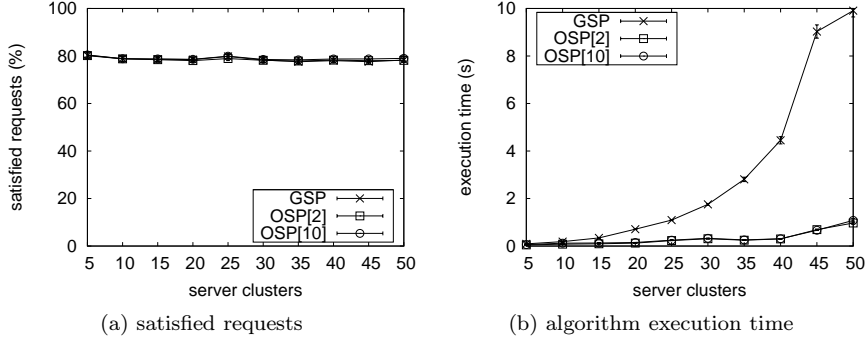 100
80
60
40
20
0
satisfied requests (%)
GSP
OSP[2]
OSP[10]
5 10 15 20 25 30 35 40 45 50
server clusters
(a) satisfied requests
10
8
6
4
2
0
execution time (s)
GSP
OSP[2]
OSP[10]
5 10 15 20 25 30 35 40 45 50
server clusters
(b) algorithm execution time